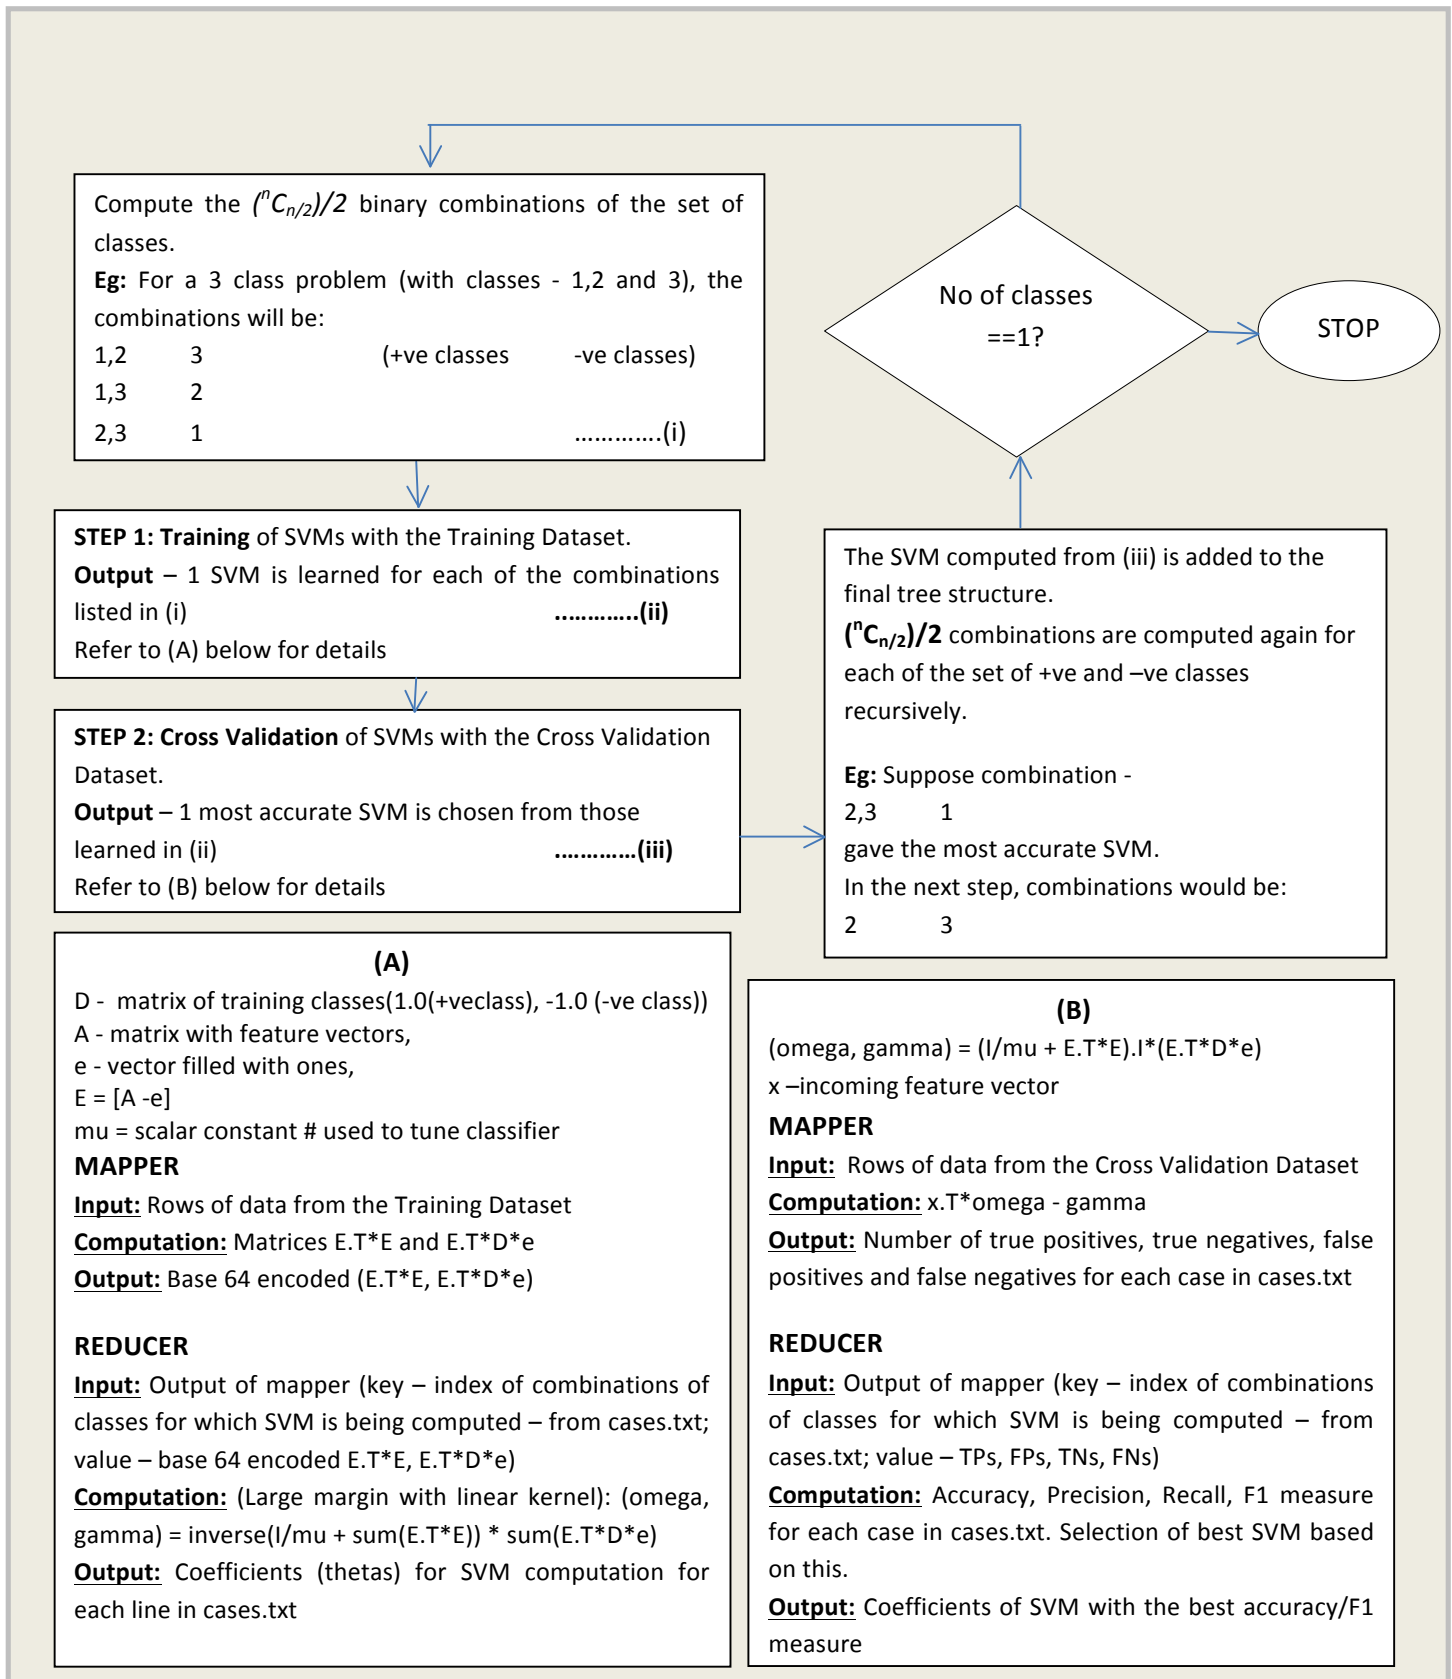 Compute the (nCn/2)/2 binary combinations of the set of
classes.
Eg: For a 3 class problem (with classes - 1,2 and 3), the
combinations will be:
1,2 3 (+ve classes -ve classes)
1,3 2
2,3 1 .............(i)
STEP 1: Training of SVMs with the Training Dataset.
Output – 1 SVM is learned for each of the combinations
listed in (i) .............(ii)
Refer to (A) below for details
STEP 2: Cross Validation of SVMs with the Cross Validation
Dataset.
Output – 1 most accurate SVM is chosen from those
learned in (ii) .............(iii)
Refer to (B) below for details
The SVM computed from (iii) is added to the
final tree structure.
(nCn/2)/2 combinations are computed again for
each of the set of +ve and –ve classes
recursively.
Eg: Suppose combination -
2,3 1
gave the most accurate SVM.
In the next step, combinations would be:
2 3
No of classes
==1?
STOP
(A)
D - matrix of training classes(1.0(+veclass), -1.0 (-ve class))
A - matrix with feature vectors,
e - vector filled with ones,
E = [A -e]
mu = scalar constant # used to tune classifier
MAPPER
Input: Rows of data from the Training Dataset
Computation: Matrices E.T*E and E.T*D*e
Output: Base 64 encoded (E.T*E, E.T*D*e)
REDUCER
Input: Output of mapper (key – index of combinations of
classes for which SVM is being computed – from cases.txt;
value – base 64 encoded E.T*E, E.T*D*e)
Computation: (Large margin with linear kernel): (omega,
gamma) = inverse(I/mu + sum(E.T*E)) * sum(E.T*D*e)
Output: Coefficients (thetas) for SVM computation for
each line in cases.txt
(B)
(omega, gamma) = (I/mu + E.T*E).I*(E.T*D*e)
x –incoming feature vector
MAPPER
Input: Rows of data from the Cross Validation Dataset
Computation: x.T*omega - gamma
Output: Number of true positives, true negatives, false
positives and false negatives for each case in cases.txt
REDUCER
Input: Output of mapper (key – index of combinations
of classes for which SVM is being computed – from
cases.txt; value – TPs, FPs, TNs, FNs)
Computation: Accuracy, Precision, Recall, F1 measure
for each case in cases.txt. Selection of best SVM based
on this.
Output: Coefficients of SVM with the best accuracy/F1
measure